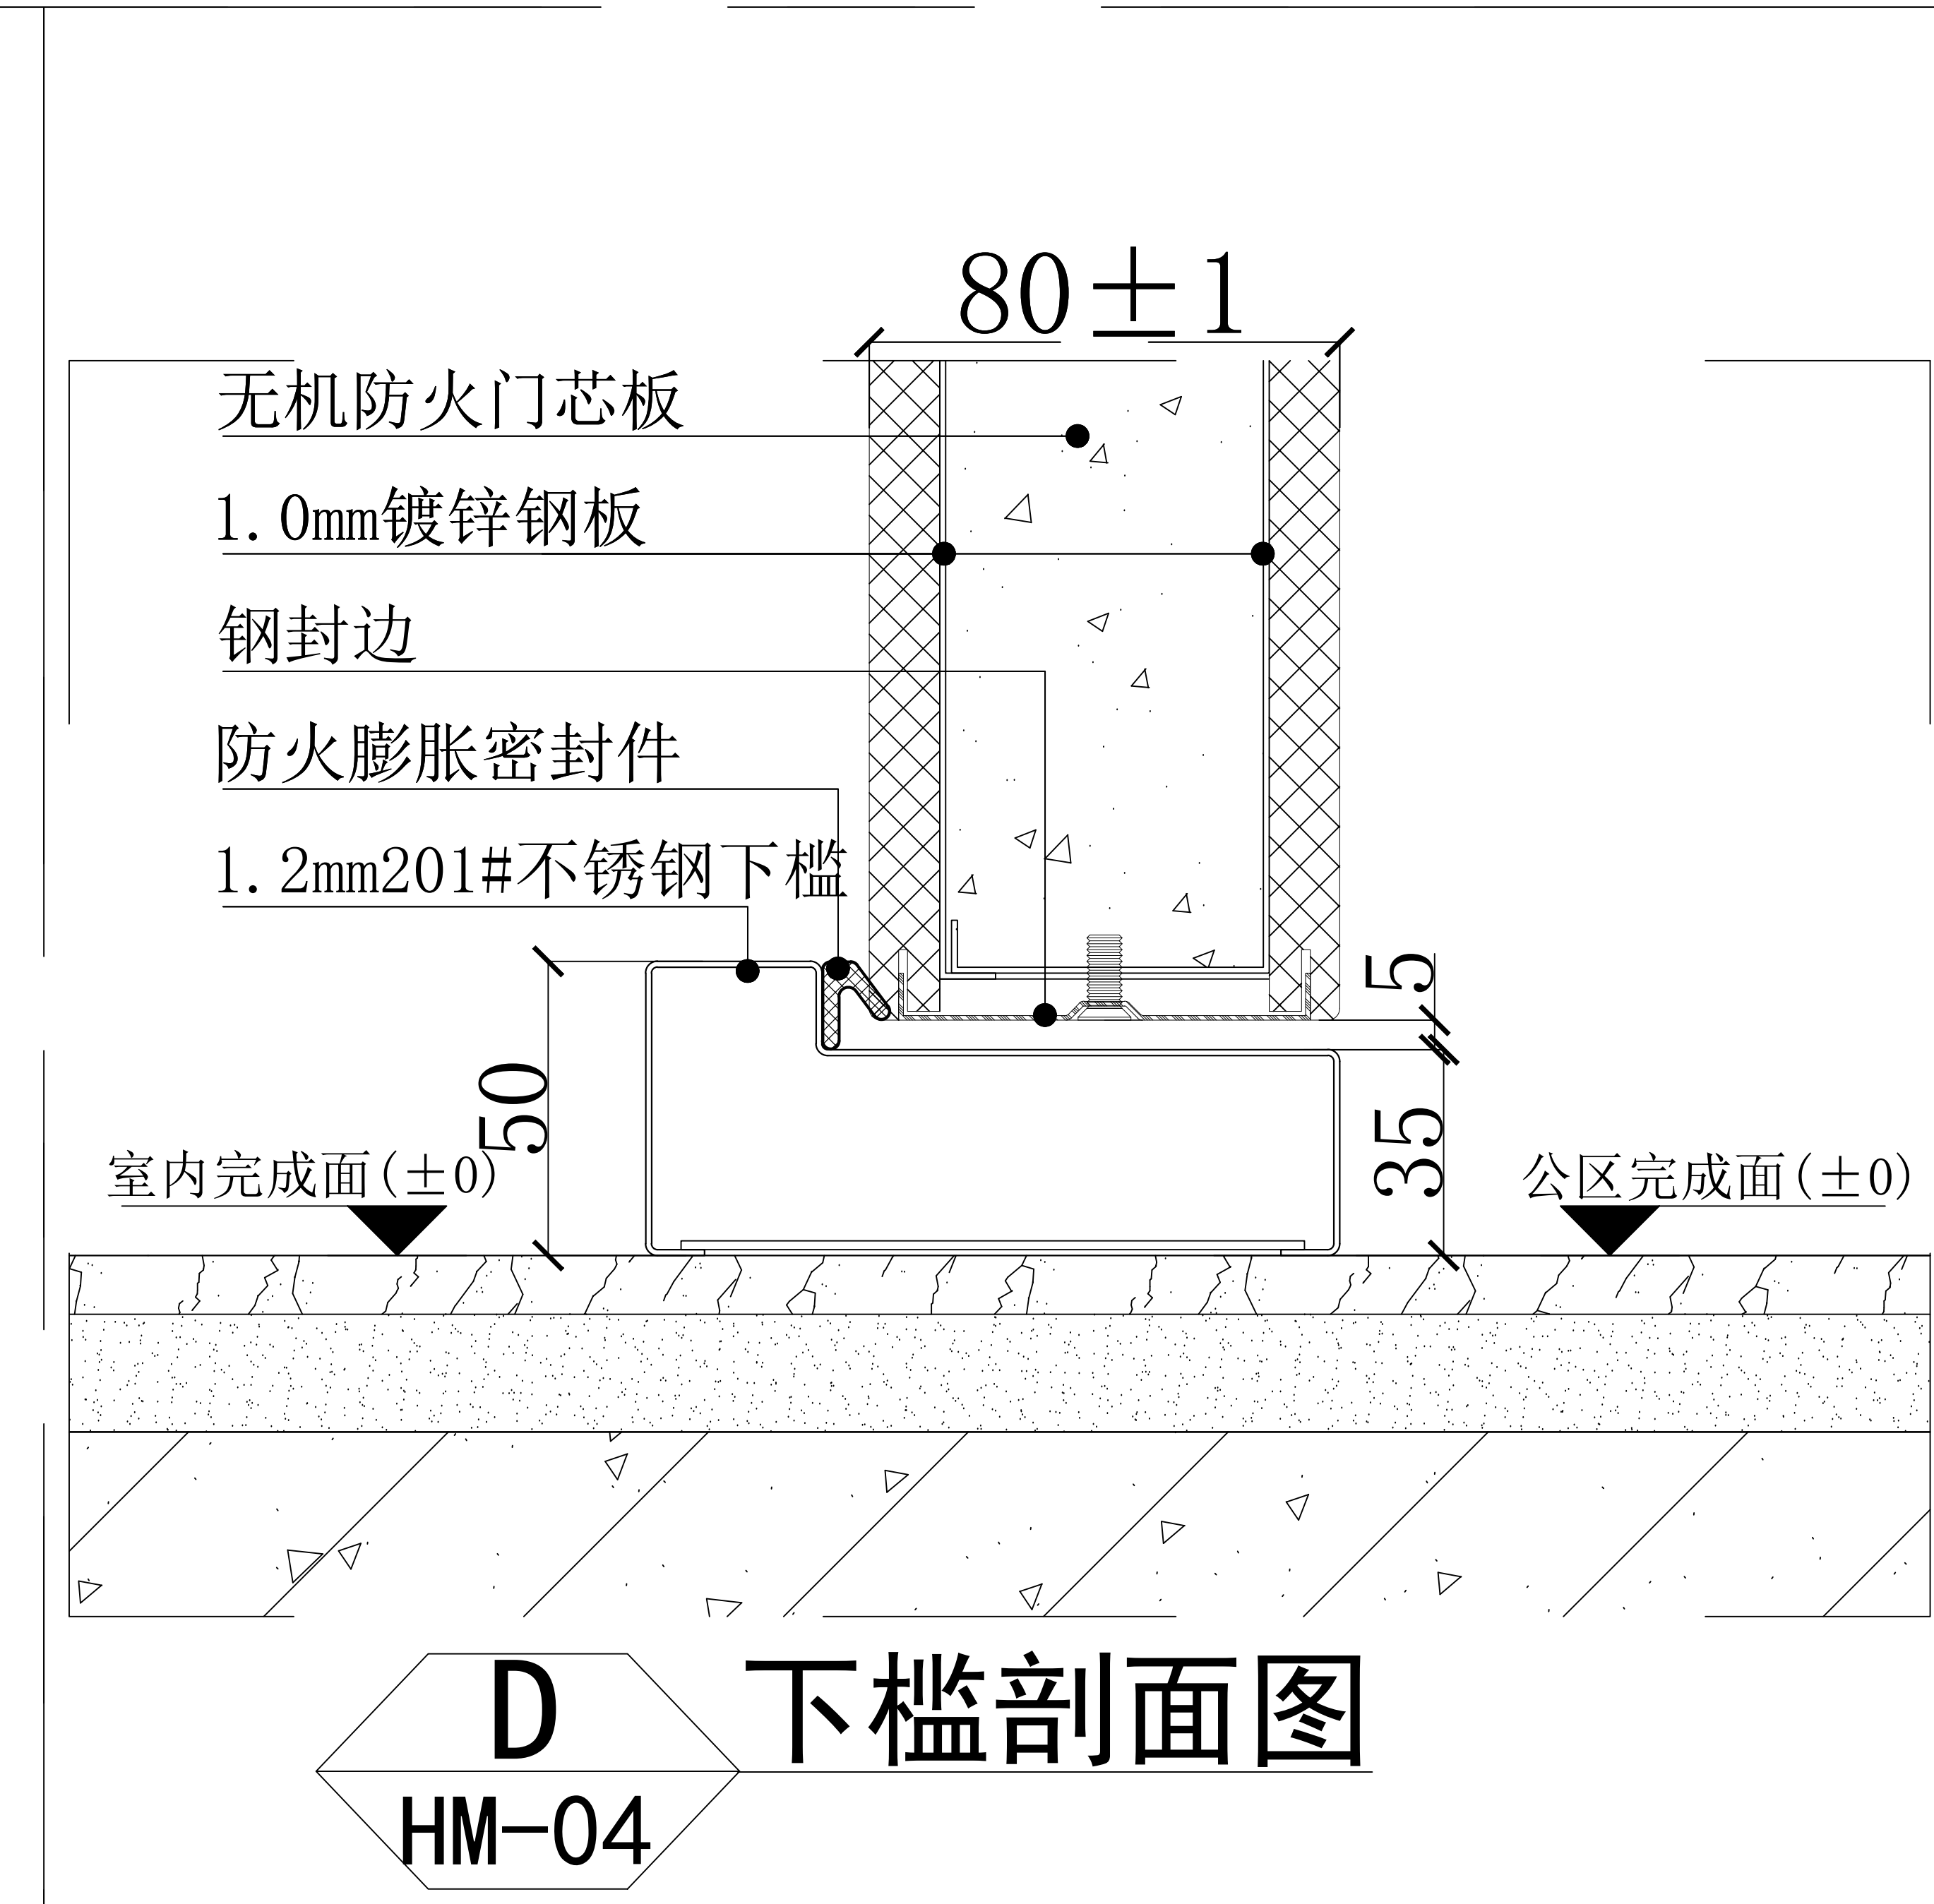 80±1
无机防火门芯板
1.0mm镀锌钢板
钢封边
防火膨胀密封件
1.2mm201#不锈钢下槛
5
50
35
室内完成面(±0)
公区完成面(±0)
D
下槛剖面图
HM-04